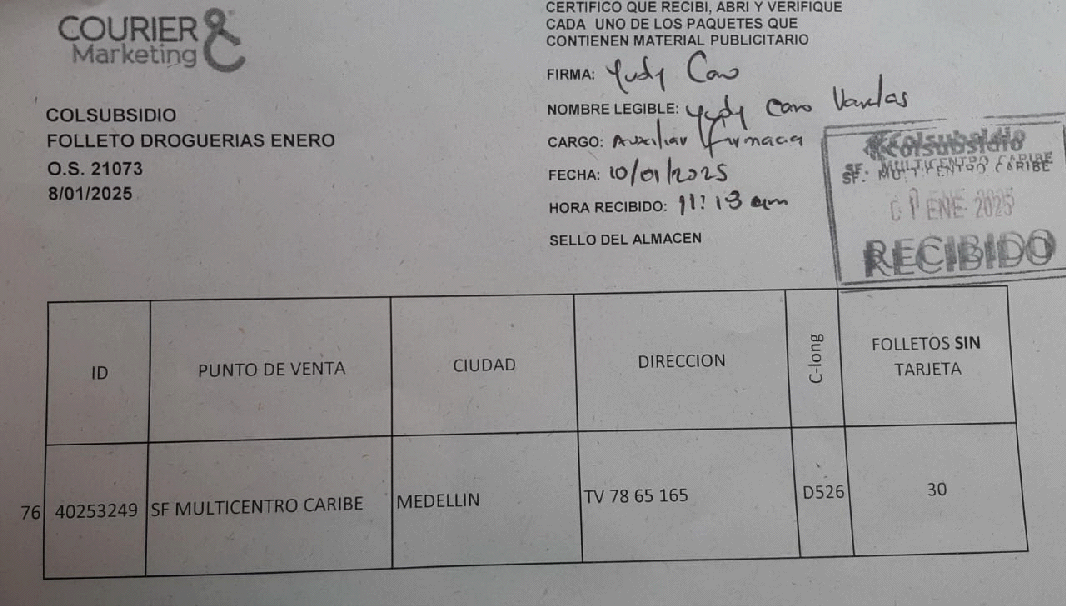 COURIER &
Marketing
COLSUBSIDIO
FOLLETO DROGUERIAS ENERO
O.S. 21073
8/01/2025
CERTIFICO QUE RECIBI, ABRI Y VERIFIQUE
CADA UNO DE LOS PAQUETES QUE
CONTIENEN MATERIAL PUBLICITARIO
FIRMA: Yudy Caro
NOMBRE LEGIBLE: yudy Caro
CARGO: Auxiliar farmacia
FECHA: 10/01/2025
HORA RECIBIDO: 11:13 am
SELLO DEL ALMACEN
Colsubsidio
SF. MULTICENTRO CARIBE
ENE 2025
RECIBIDO
ID PUNTO DE VENTA CIUDAD DIRECCION C-long FOLLETOS SIN
TARJETA
76 40253249 SF MULTICENTRO CARIBE MEDELLIN TV 78 65 165 D526 30